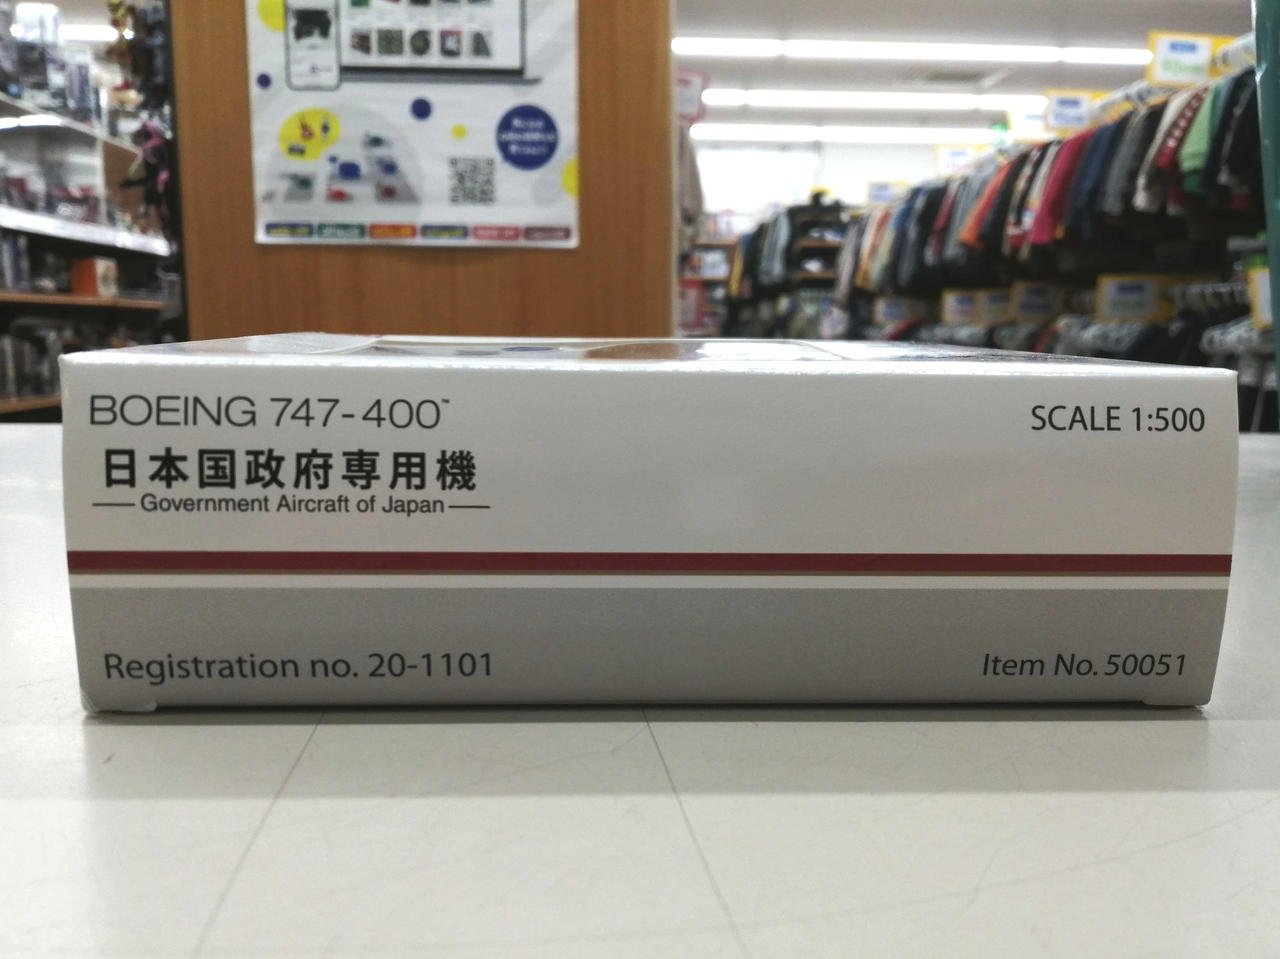 BOEING 747-400™
SCALE 1:500
日本国政府専用機
Government Aircraft of Japan
Registration no. 20-1101
Item No. 50051